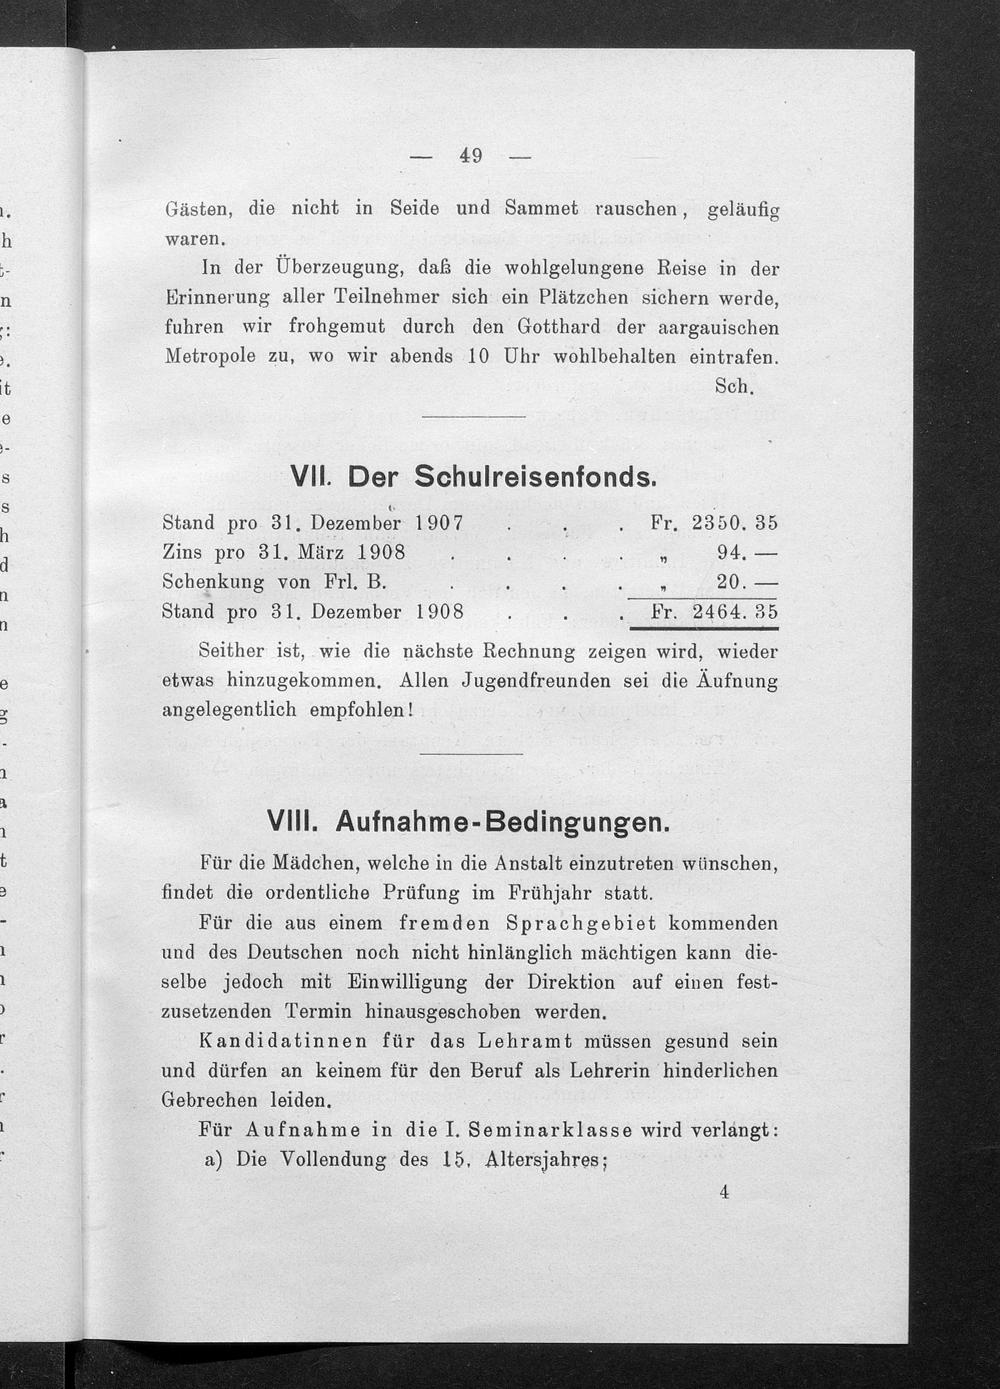 — 49 —
Gästen, die nicht in Seide und Sammet rauschen, geläufig
waren.
In der Überzeugung, daß die wohlgelungene Reise in der
Erinnerung aller Teilnehmer sich ein Plätzchen sichern werde,
fuhren wir frohgemut durch den Gotthard der aargauischen
Metropole zu, wo wir abends 10 Uhr wohlbehalten eintrafen.
Sch.
VII. Der Schulreisenfonds.
Stand pro 31. Dezember 1907 . . . Fr. 2350. 35
Zins pro 31. März 1908 . . . . „ 94. —
Schenkung von Frl. B. . . . . „ 20. —
Stand pro 31. Dezember 1908 . . . Fr. 2464. 35
Seither ist, wie die nächste Rechnung zeigen wird, wieder
etwas hinzugekommen. Allen Jugendfreunden sei die Äufnung
angelegentlich empfohlen!
VIII. Aufnahme-Bedingungen.
Für die Mädchen, welche in die Anstalt einzutreten wünschen,
findet die ordentliche Prüfung im Frühjahr statt.
Für die aus einem fremden Sprachgebiet kommenden
und des Deutschen noch nicht hinlänglich mächtigen kann die-
selbe jedoch mit Einwilligung der Direktion auf einen fest-
zusetzenden Termin hinausgeschoben werden.
Kandidatinnen für das Lehramt müssen gesund sein
und dürfen an keinem für den Beruf als Lehrerin hinderlichen
Gebrechen leiden.
Für Aufnahme in die I. Seminarklasse wird verlangt:
a) Die Vollendung des 15. Altersjahres;
4